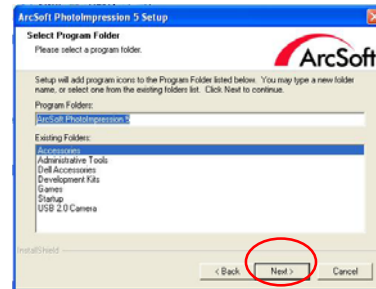 ArcSoft PhotoImpression 5 Setup
Select Program Folder
Please select a program folder.
ArcSoft
Setup will add program icons to the Program Folder listed below. You may type a new folder
name, or select one from the existing folders list. Click Next to continue.
Program Folders:
ArcSoft PhotoImpression 5
Existing Folders:
Accessories
Administrative Tools
Dell Accessories
Development Kits
Games
Startup
USB 2.0 Camera
InstallShield
< Back
Next >
Cancel